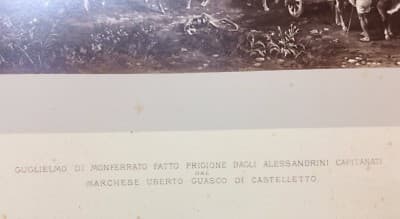 GUGLIELMO DI MONFERRATO FATTO PRIGIONE DAGLI ALESSANDRINI CAPITANATI
DAL
MARCHESE UBERTO GUASCO DI CASTELLETTO